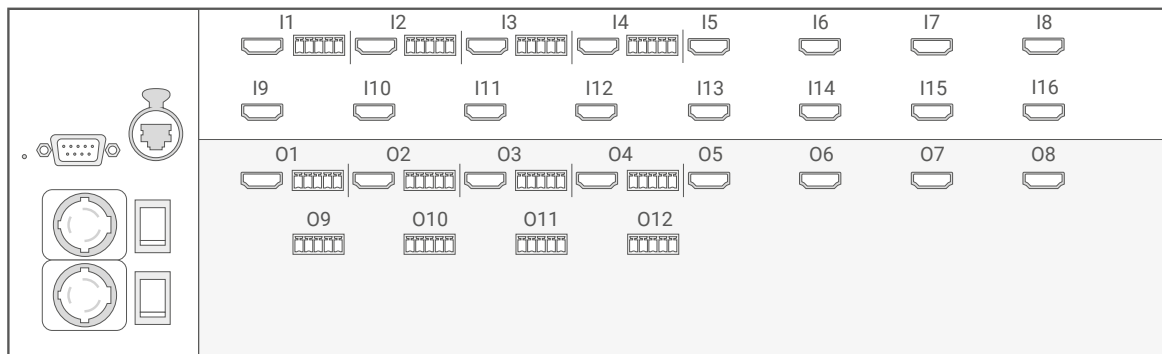 I1 I2 I3 I4 I5 I6 I7 I8
I9 I10 I11 I12 I13 I14 I15 I16
O1 O2 O3 O4 O5 O6 O7 O8
O9 O10 O11 O12